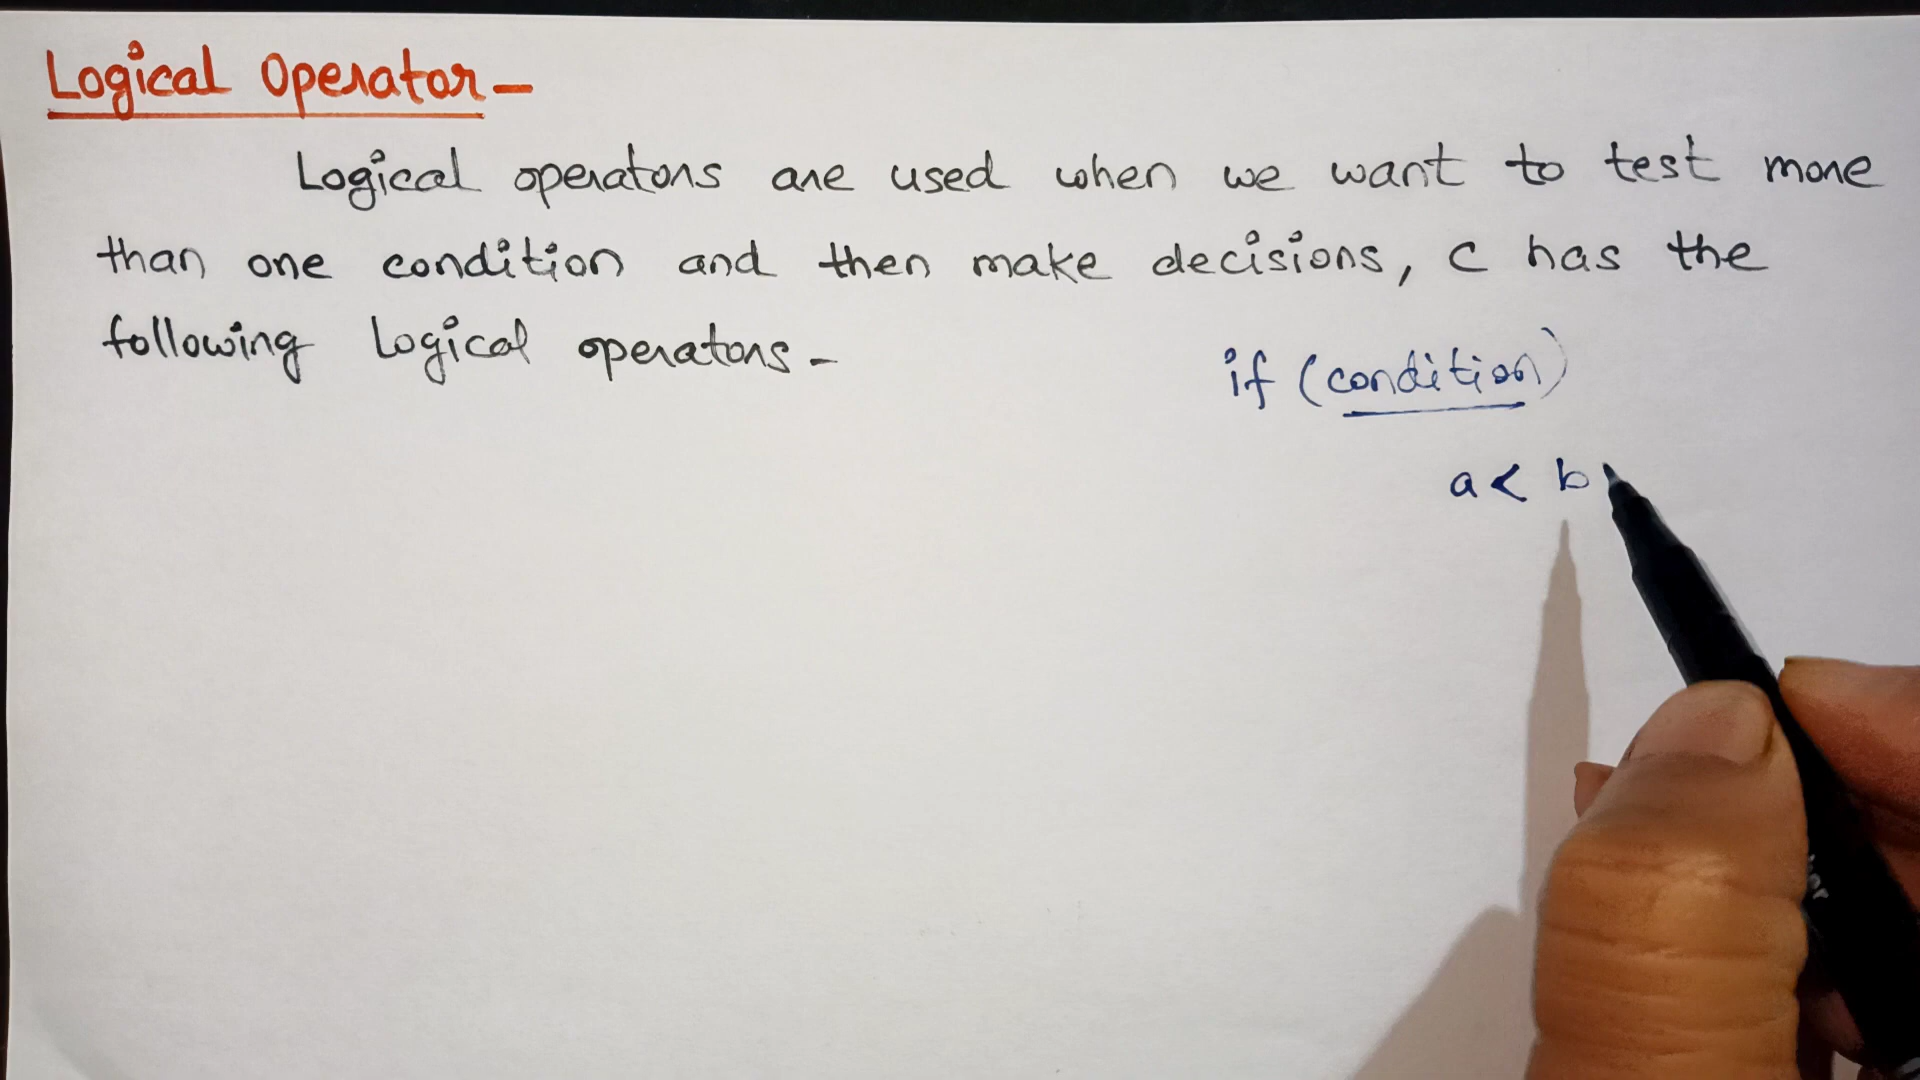 Logical Operator-
Logical operators are used when we want to test more
than one condition and then make decisions, C has the
following Logical operators-
if (condition)
a < b